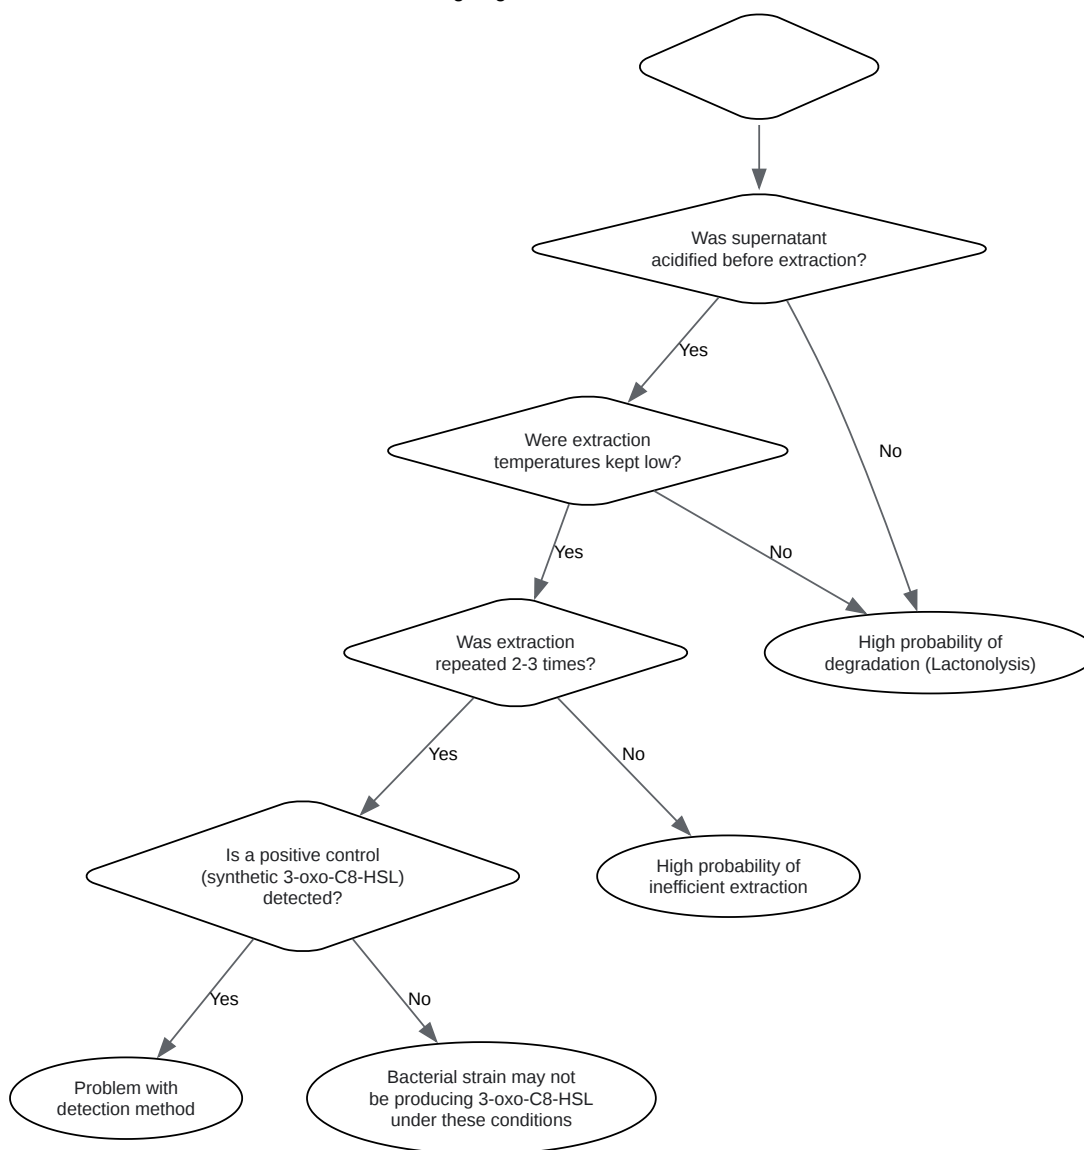 Was supernatant
acidified before extraction?
Yes
Were extraction
temperatures kept low?
No
Yes
No
Was extraction
repeated 2-3 times?
High probability of
degradation (Lactonolysis)
Yes
No
Is a positive control
(synthetic 3-oxo-C8-HSL)
detected?
High probability of
inefficient extraction
Yes
No
Problem with
detection method
Bacterial strain may not
be producing 3-oxo-C8-HSL
under these conditions